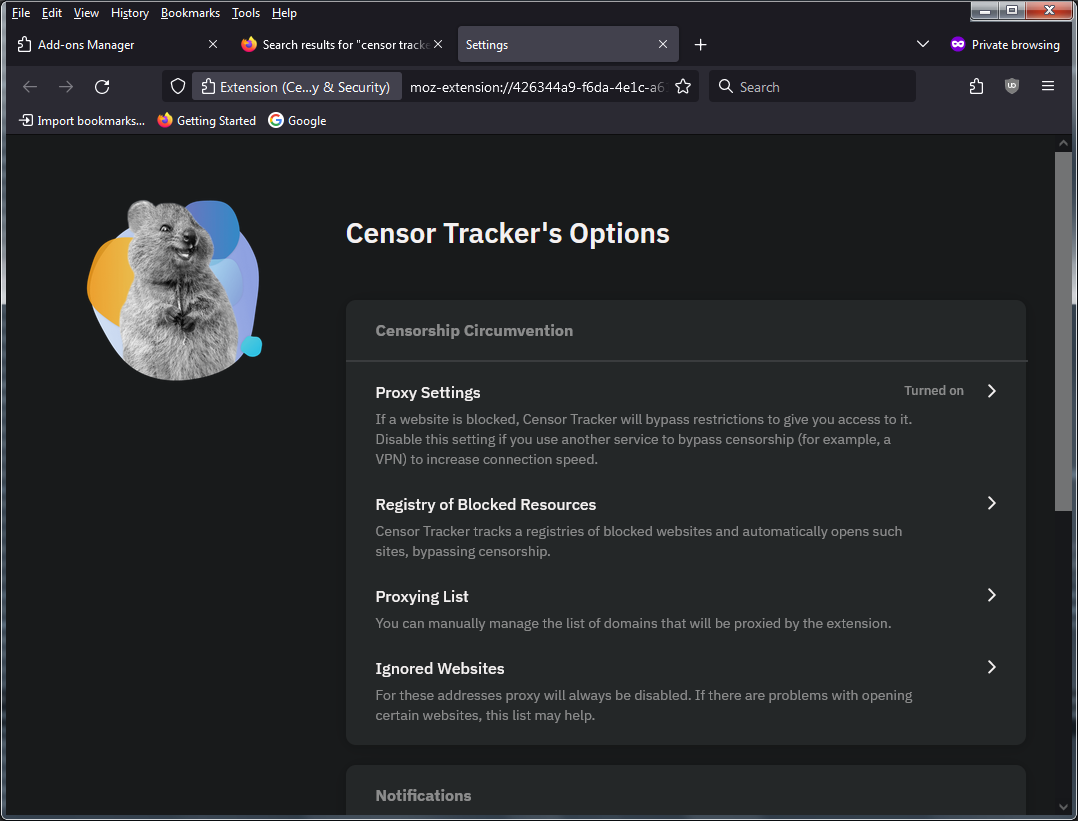 File Edit View History Bookmarks Tools Help
Add-ons Manager
Search results for "censor tracke
Settings
Private browsing
Extension (Ce...y & Security)
moz-extension://426344a9-f6da-4e1c-a6
Search
Import bookmarks...
Getting Started
Google
Censor Tracker's Options
Censorship Circumvention
Proxy Settings
Turned on
If a website is blocked, Censor Tracker will bypass restrictions to give you access to it.
Disable this setting if you use another service to bypass censorship (for example, a
VPN) to increase connection speed.
Registry of Blocked Resources
Censor Tracker tracks a registries of blocked websites and automatically opens such
sites, bypassing censorship.
Proxying List
You can manually manage the list of domains that will be proxied by the extension.
Ignored Websites
For these addresses proxy will always be disabled. If there are problems with opening
certain websites, this list may help.
Notifications